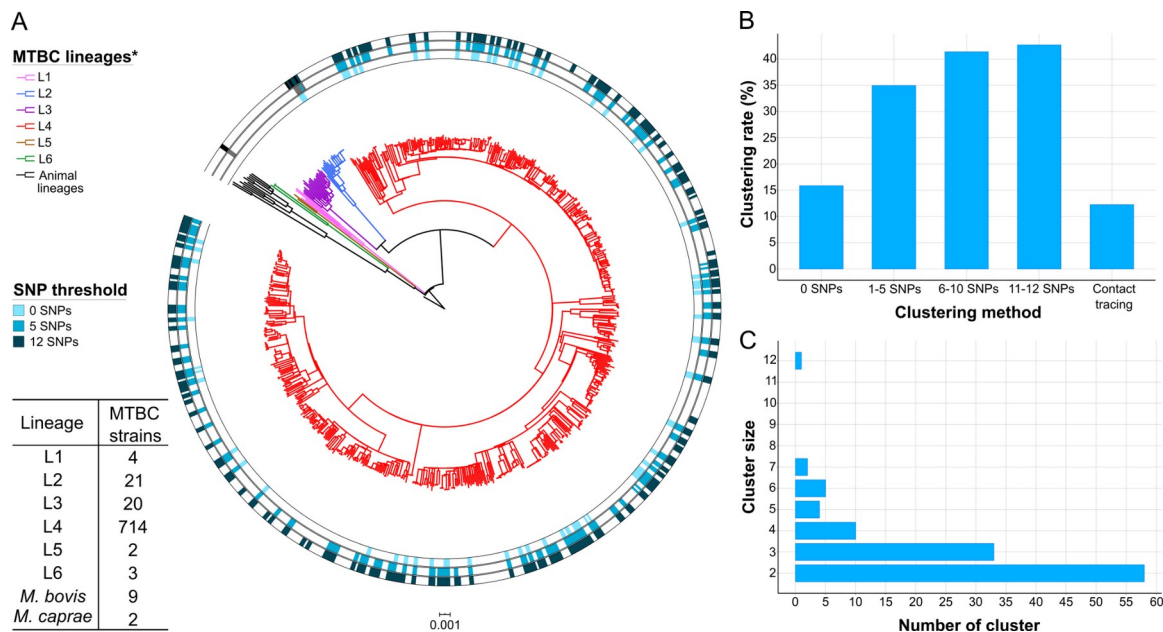 A
MTBC lineages*
L1
L2
L3
L4
L5
L6
Animal
lineages
SNP threshold
0 SNPs
5 SNPs
12 SNPs
Lineage MTBC
strains
L1 4
L2 21
L3 20
L4 714
L5 2
L6 3
M. bovis 9
M. caprae 2
0.001
B
Clustering rate (%)
40
35
30
25
20
15
10
5
0
0 SNPs 1-5 SNPs 6-10 SNPs 11-12 SNPs Contact
tracing
Clustering method
C
Cluster size
12
11
10
9
8
7
6
5
4
3
2
0 5 10 15 20 25 30 35 40 45 50 55 60
Number of cluster